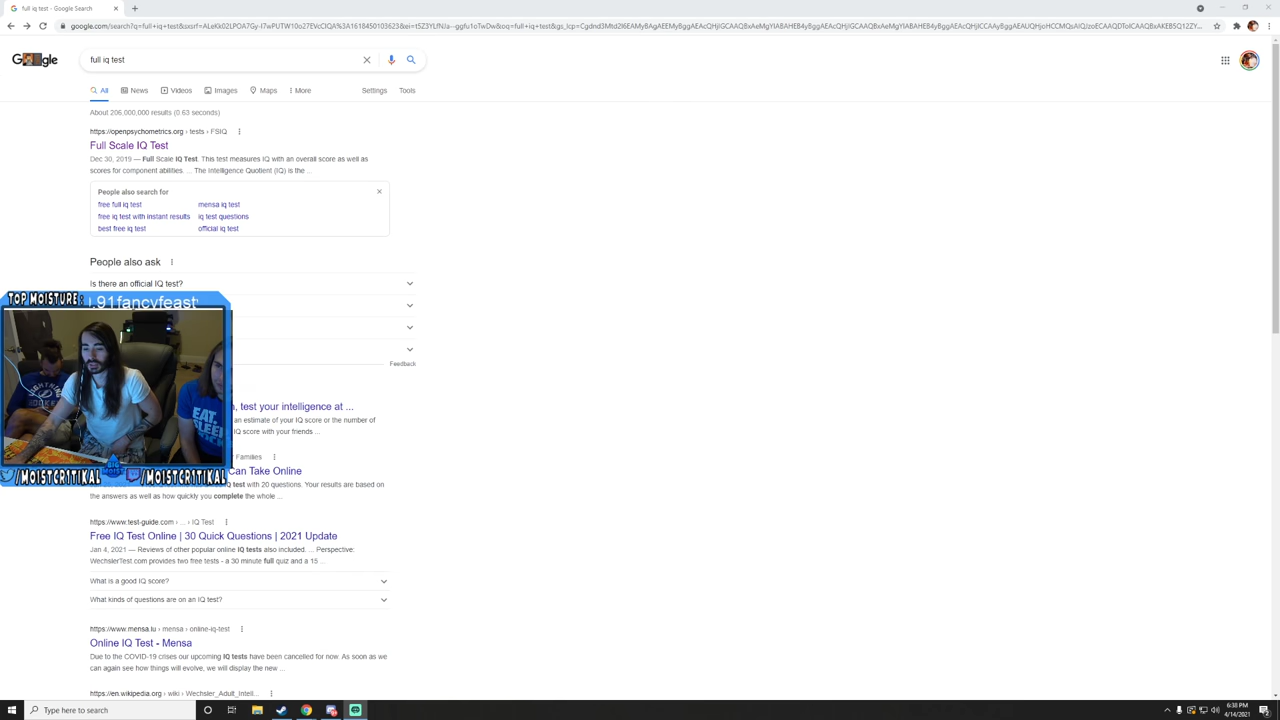 full iq test - Google Search
google.com/search?q=full+iq+test&sxsrf=
full iq test
All
News
Videos
Images
Maps
More
Settings
Tools
About 206,000,000 results (0.63 seconds)
https://openpsychometrics.org › tests › FSIQ
Full Scale IQ Test
Dec 30, 2019 — Full Scale IQ Test. This test measures IQ with an overall score as well as
scores for component abilities. ... The Intelligence Quotient (IQ) is the ...
People also search for
free full iq test
mensa iq test
free iq test with instant results
iq test questions
best free iq test
official iq test
People also ask
Is there an official IQ test?
Feedback
TOP MOISTURE:
.91fancyfeast
, test your intelligence at ...
an estimate of your IQ score or the number of
IQ score with your friends ...
Families
Can Take Online
IQ test with 20 questions. Your results are based on
the answers as well as how quickly you complete the whole ...
EAT.
SLEEP
BIG
MOIST
/MOISTCRITIKAL
/MOISTCRITIKAL
https://www.test-guide.com › ... › IQ Test
Free IQ Test Online | 30 Quick Questions | 2021 Update
Jan 4, 2021 — Reviews of other popular online IQ tests also included. ... Perspective:
WechslerTest.com provides two free tests - a 30 minute full quiz and a 15 ...
What is a good IQ score?
What kinds of questions are on an IQ test?
https://www.mensa.lu › mensa › online-iq-test
Online IQ Test - Mensa
Due to the COVID-19 crises our upcoming IQ tests have been cancelled for now. As soon as we
can again see how things will evolve, we will display the new ...
https://en.wikipedia.org › wiki › Wechsler_Adult_Intell...
Type here to search
6:38 PM
4/14/2021